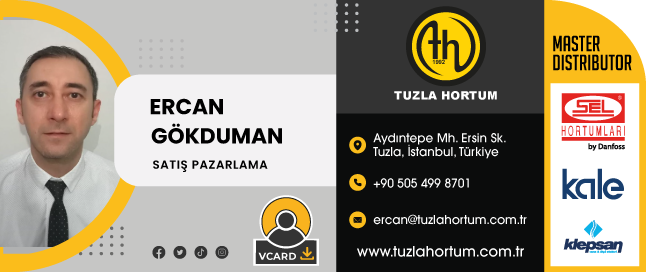 ERCAN
GÖKDUMAN
SATIŞ PAZARLAMA
VCARD
th
1992
TUZLA HORTUM
Aydıntepe Mh. Ersin Sk.
Tuzla, İstanbul, Türkiye
+90 505 499 8701
ercan@tuzlahortum.com.tr
www.tuzlahortum.com.tr
MASTER
DISTRIBUTOR
SEL
HORTUMLARI
by Danfoss
kale
klepsan